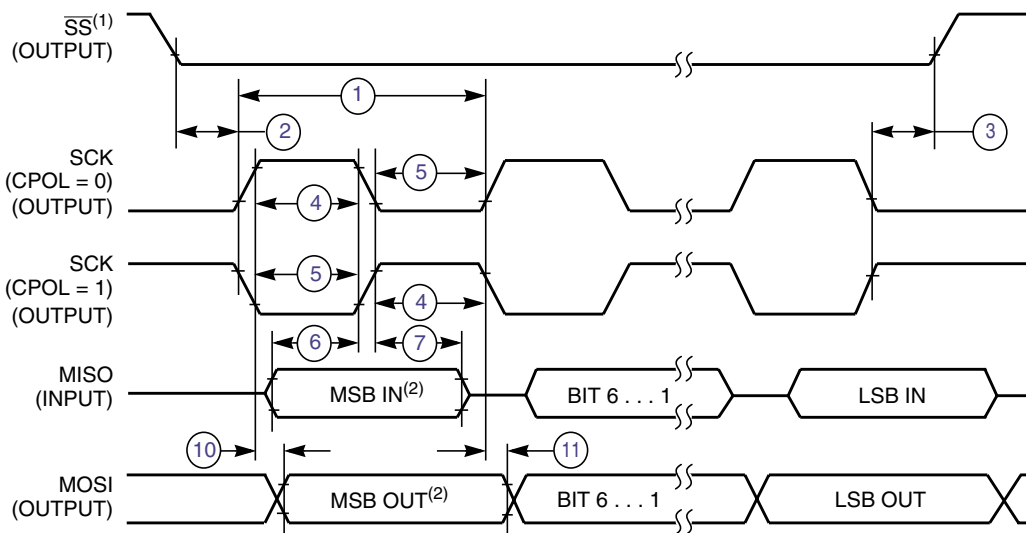 SS(1)
(OUTPUT)
1
2
3
SCK
(CPOL = 0)
(OUTPUT)
5
4
SCK
(CPOL = 1)
(OUTPUT)
5
4
6
7
MISO
(INPUT)
MSB IN(2)
BIT 6 . . . 1
LSB IN
10
11
MOSI
(OUTPUT)
MSB OUT(2)
BIT 6 . . . 1
LSB OUT